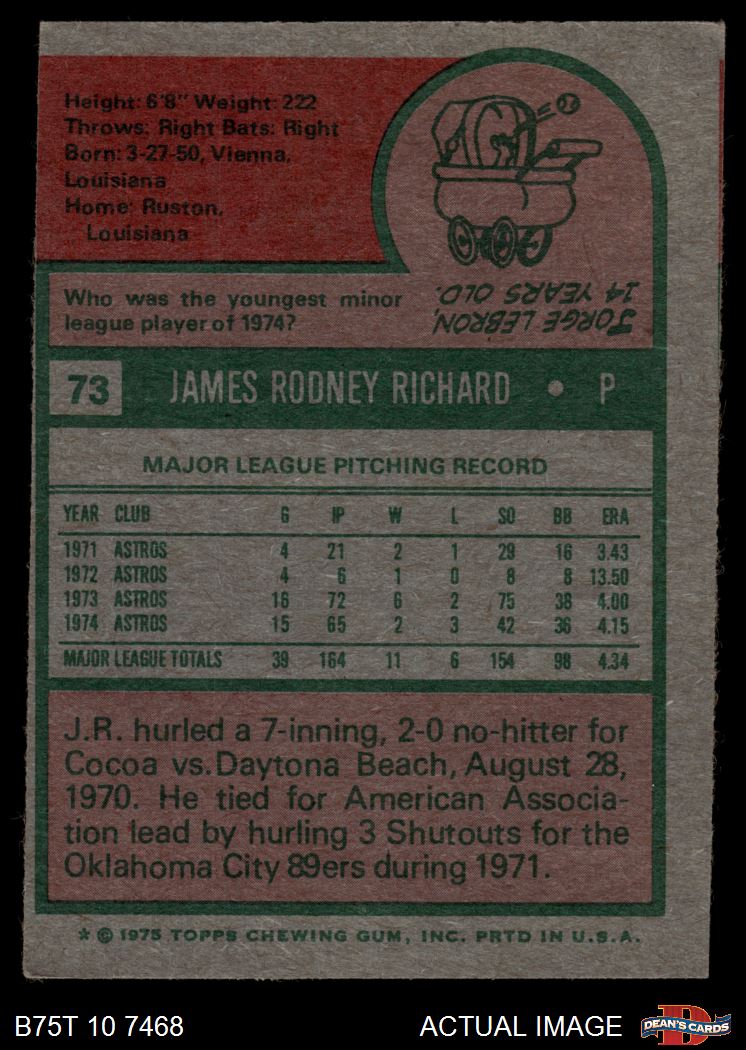 Height: 6'8" Weight: 222
Throws: Right Bats: Right
Born: 3-27-50, Vienna,
Louisiana
Home: Ruston,
Louisiana
Who was the youngest minor
league player of 1974?
JORGE LEBRON,
14 YEARS OLD.
73 JAMES RODNEY RICHARD • P
MAJOR LEAGUE PITCHING RECORD
YEAR CLUB G IP W L SO BB ERA
1971 ASTROS 4 21 2 1 29 16 3.43
1972 ASTROS 4 6 1 0 8 8 13.50
1973 ASTROS 16 72 6 2 75 38 4.00
1974 ASTROS 15 65 2 3 42 36 4.15
MAJOR LEAGUE TOTALS 39 164 11 6 154 98 4.34
J.R. hurled a 7-inning, 2-0 no-hitter for
Cocoa vs. Daytona Beach, August 28,
1970. He tied for American Associa-
tion lead by hurling 3 Shutouts for the
Oklahoma City 89ers during 1971.
* © 1975 TOPPS CHEWING GUM, INC. PRTD IN U.S.A.
B75T 10 7468 ACTUAL IMAGE DEAN'S CARDS